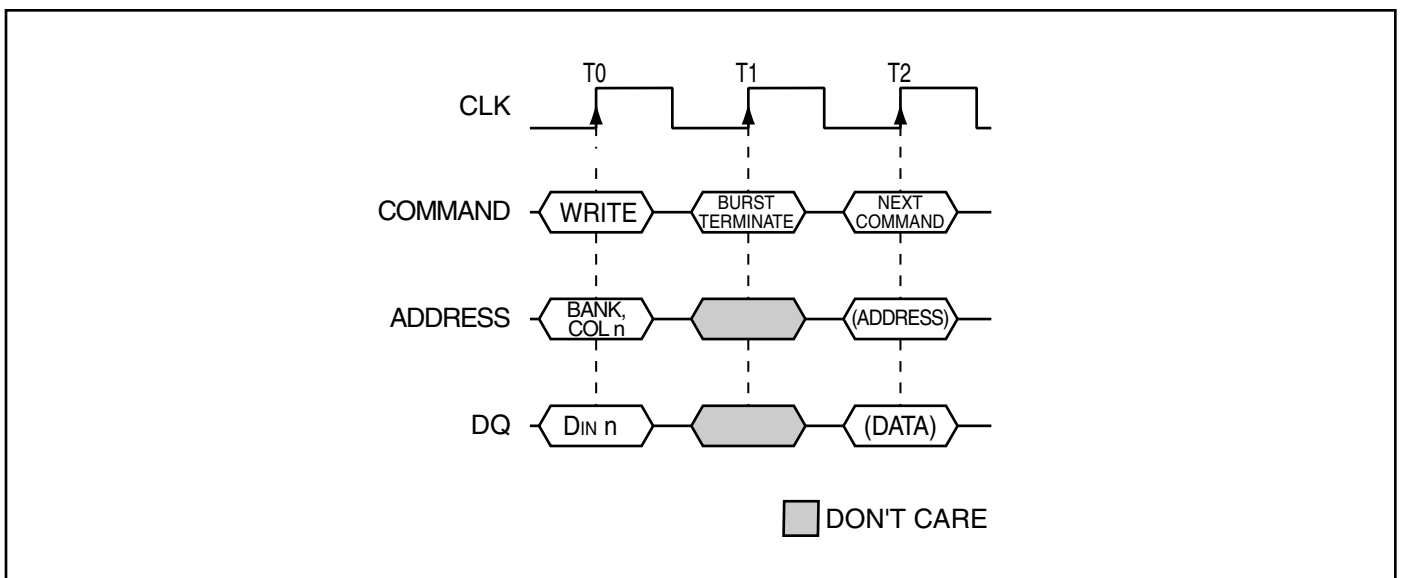 T0 T1 T2
CLK
COMMAND WRITE BURST TERMINATE NEXT COMMAND
ADDRESS BANK, COL n (ADDRESS)
DQ DIN n (DATA)
DON'T CARE